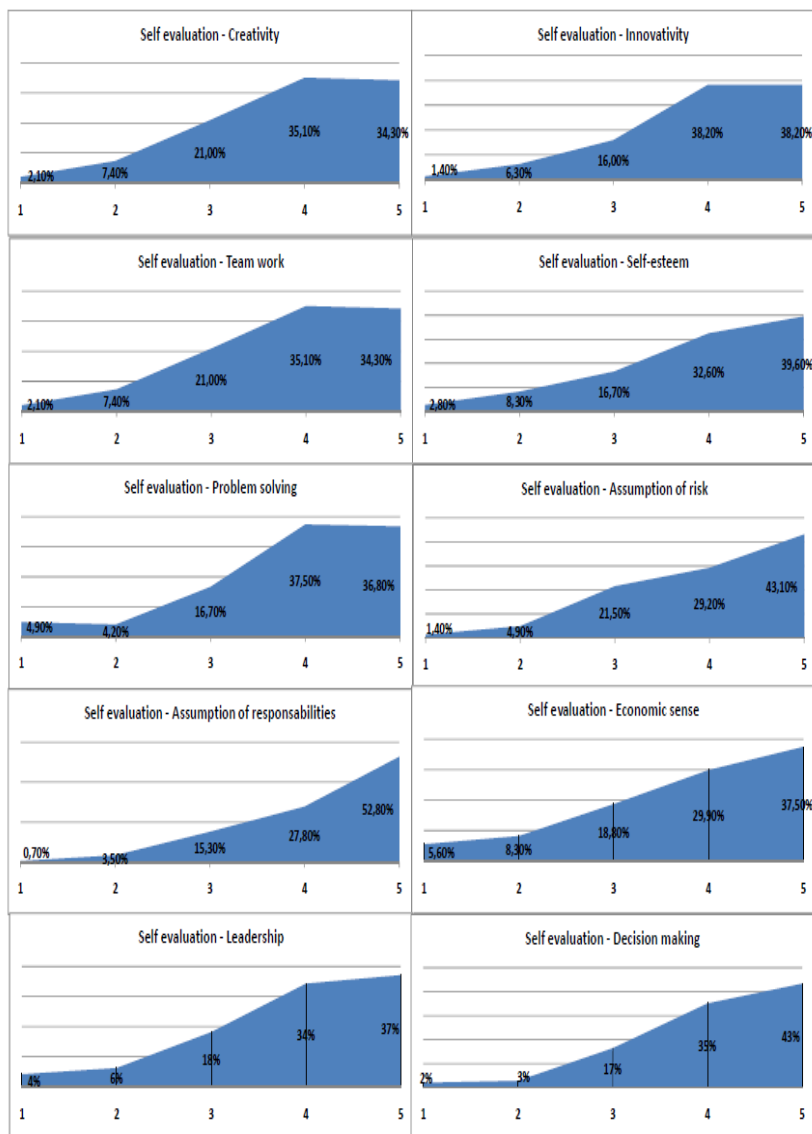 Self evaluation - Creativity
2,10% 7,40% 21,00% 35,10% 34,30%
1 2 3 4 5
Self evaluation - Innovativity
1,40% 6,30% 16,00% 38,20% 38,20%
1 2 3 4 5
Self evaluation - Team work
2,10% 7,40% 21,00% 35,10% 34,30%
1 2 3 4 5
Self evaluation - Self-esteem
2,80% 8,30% 16,70% 32,60% 39,60%
1 2 3 4 5
Self evaluation - Problem solving
4,90% 4,20% 16,70% 37,50% 36,80%
1 2 3 4 5
Self evaluation - Assumption of risk
1,40% 4,90% 21,50% 29,20% 43,10%
1 2 3 4 5
Self evaluation - Assumption of responsabilities
0,70% 3,50% 15,30% 27,80% 52,80%
1 2 3 4 5
Self evaluation - Economic sense
5,60% 8,30% 18,80% 29,90% 37,50%
1 2 3 4 5
Self evaluation - Leadership
4% 6% 18% 34% 37%
1 2 3 4 5
Self evaluation - Decision making
2% 3% 17% 35% 43%
1 2 3 4 5